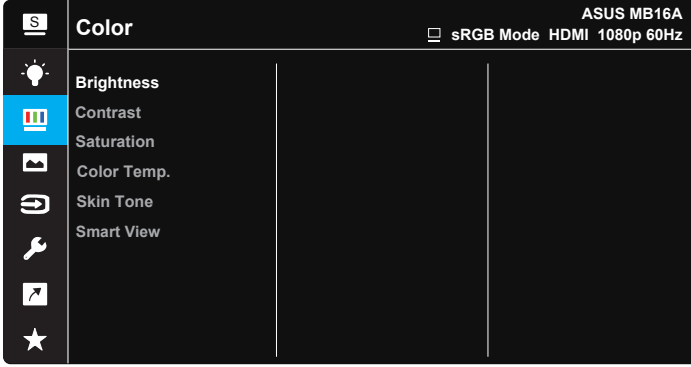 S
Color
ASUS MB16A
sRGB Mode HDMI 1080p 60Hz
Brightness
Contrast
Saturation
Color Temp.
Skin Tone
Smart View